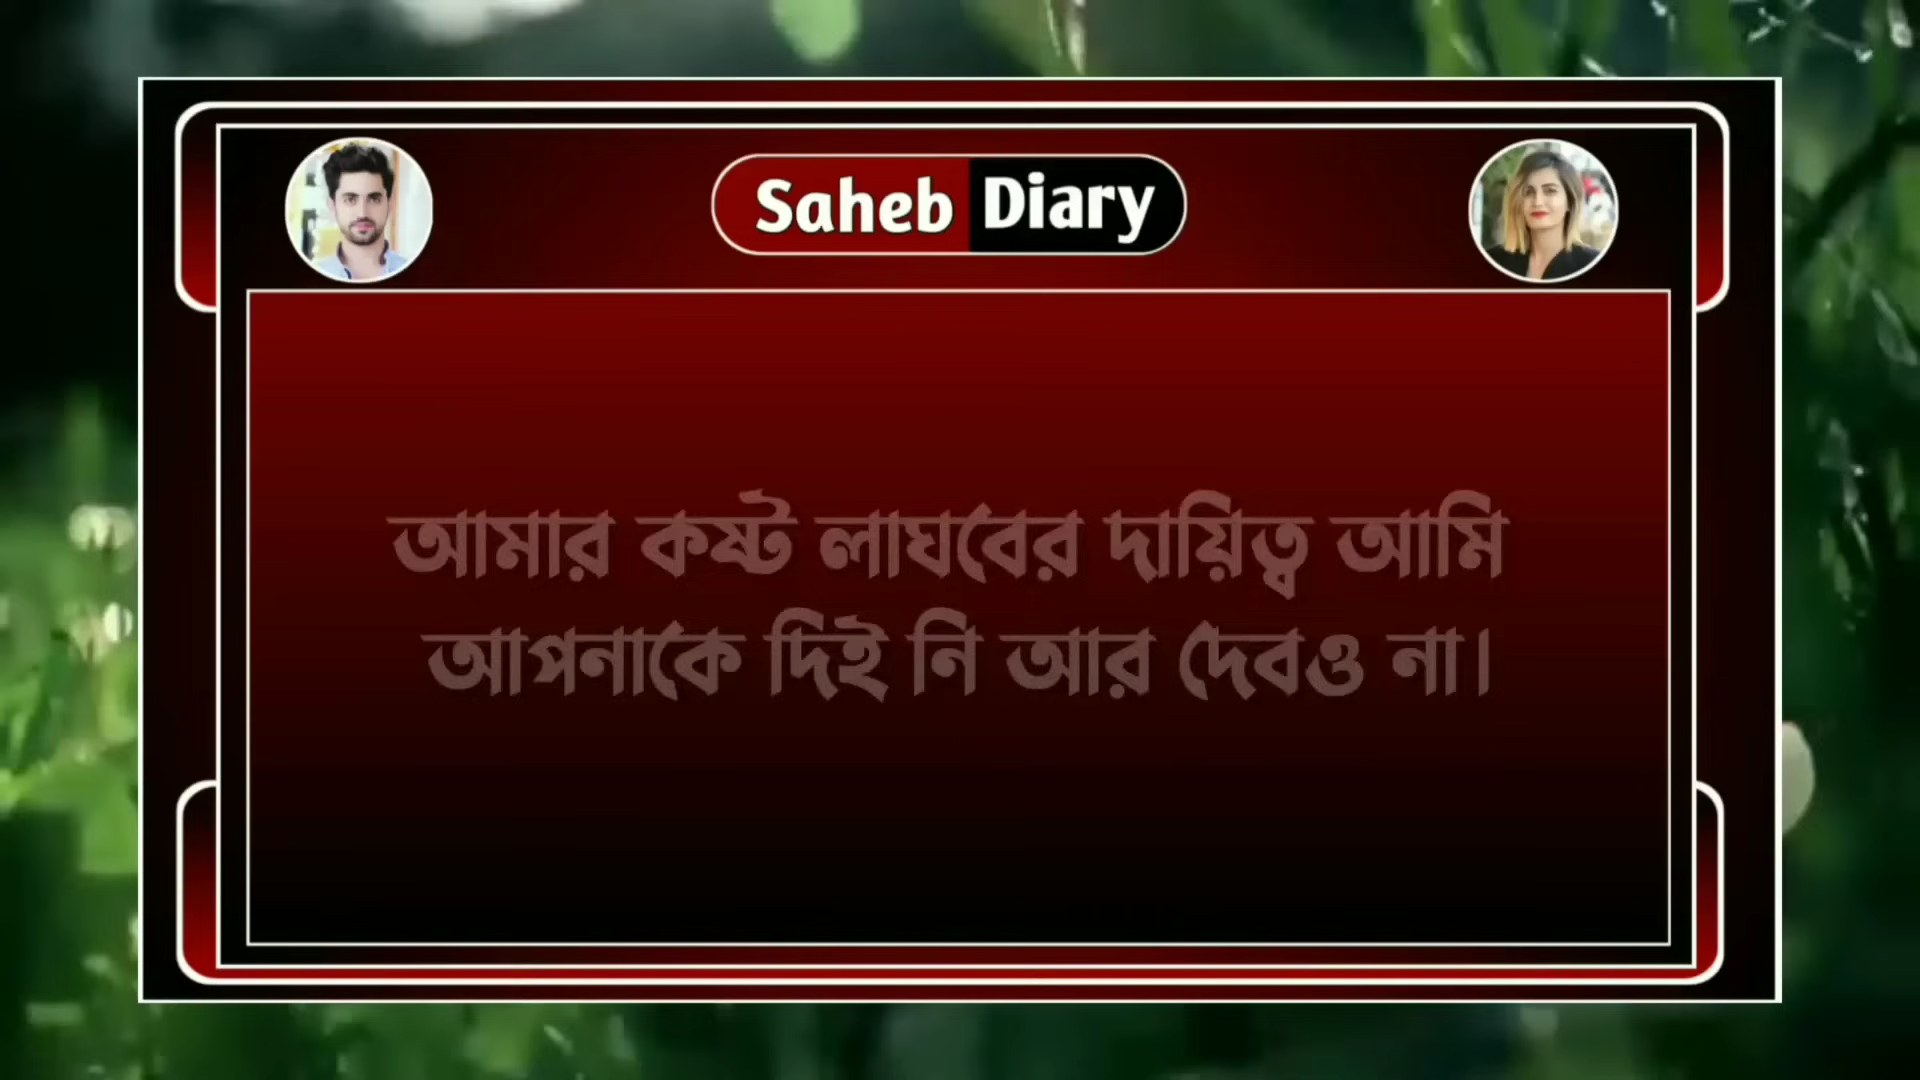 Saheb Diary
আমার কষ্ট লাঘবের দায়িত্ব আমি
আপনাকে দিই নি আর দেবও না।